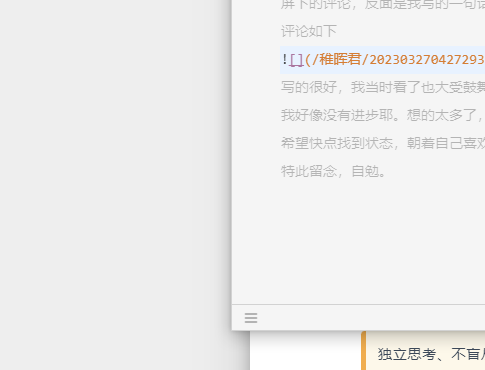 屏下的评论，反面是我写的一句话
评论如下
![](/稚晖君/202303270427293
写的很好，我当时看了也大受鼓舞
我好像没有进步耶。想的太多了，
希望快点找到状态，朝着自己喜欢
特此留念，自勉。
独立思考、不盲